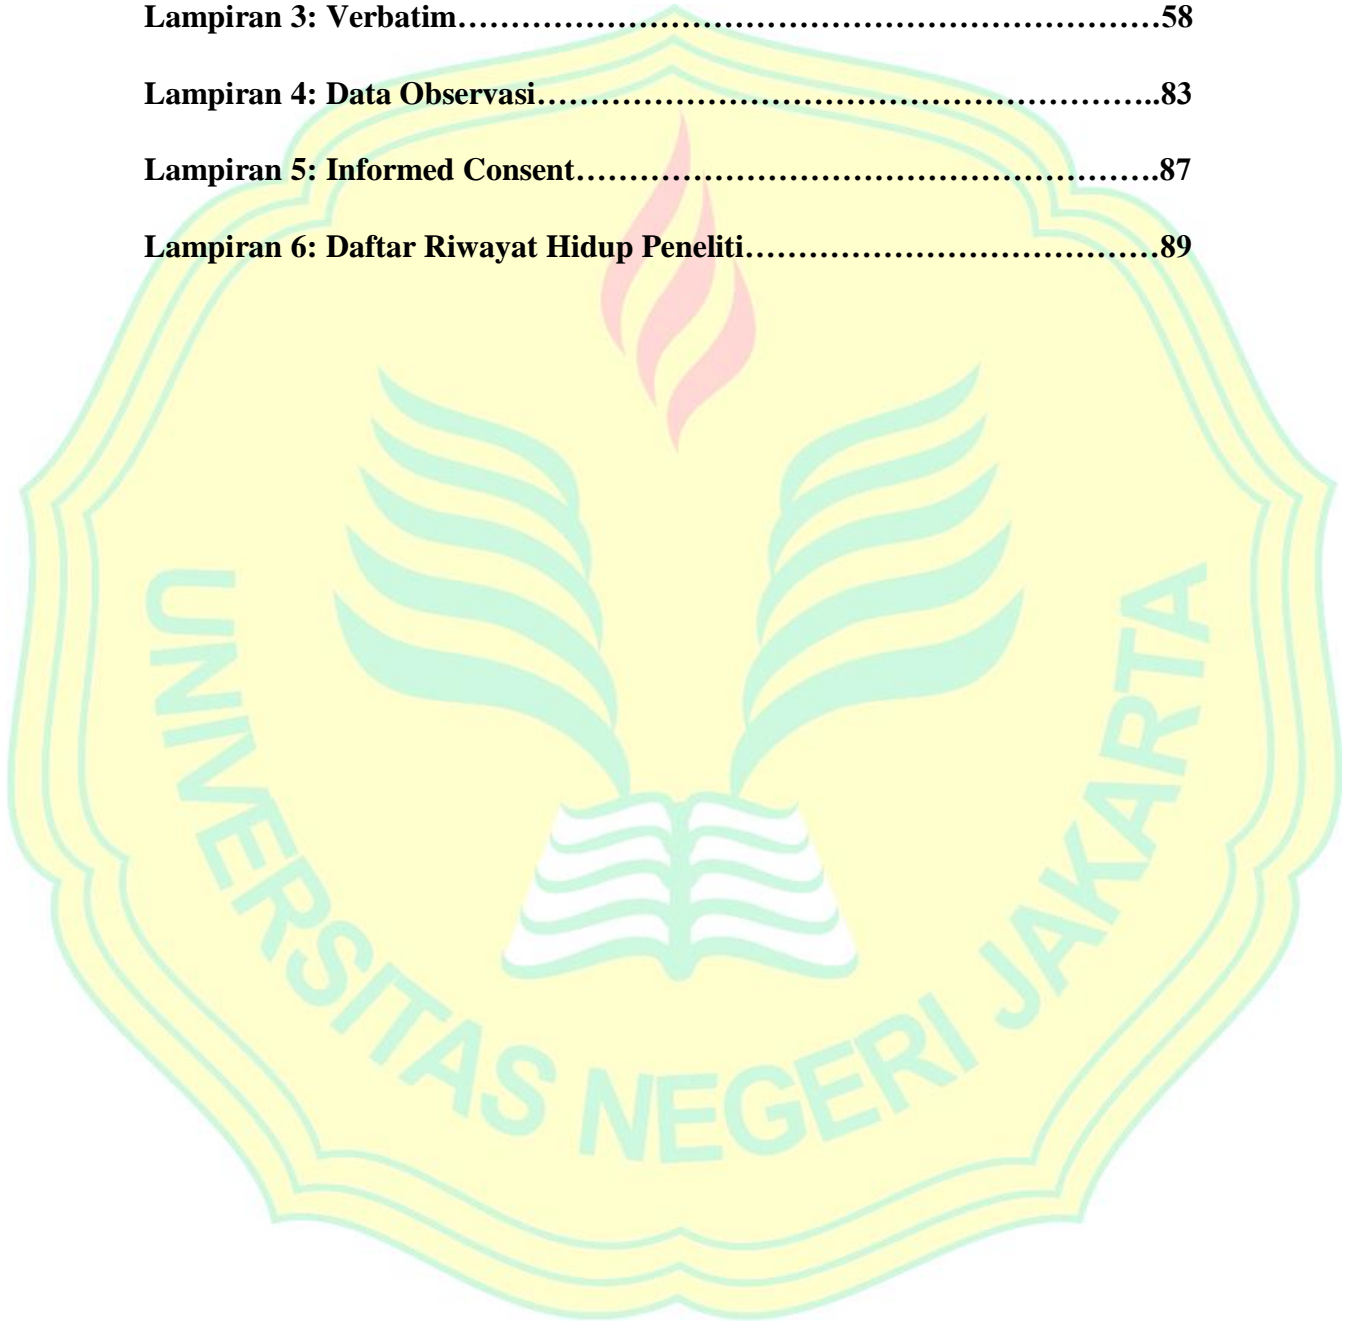 Lampiran 3: Verbatim……………………………………………………………58
Lampiran 4: Data Observasi…………………………………………………..83
Lampiran 5: Informed Consent……………………………………………….87
Lampiran 6: Daftar Riwayat Hidup Peneliti…………………………………89
UNIVERSITAS NEGERI JAKARTA